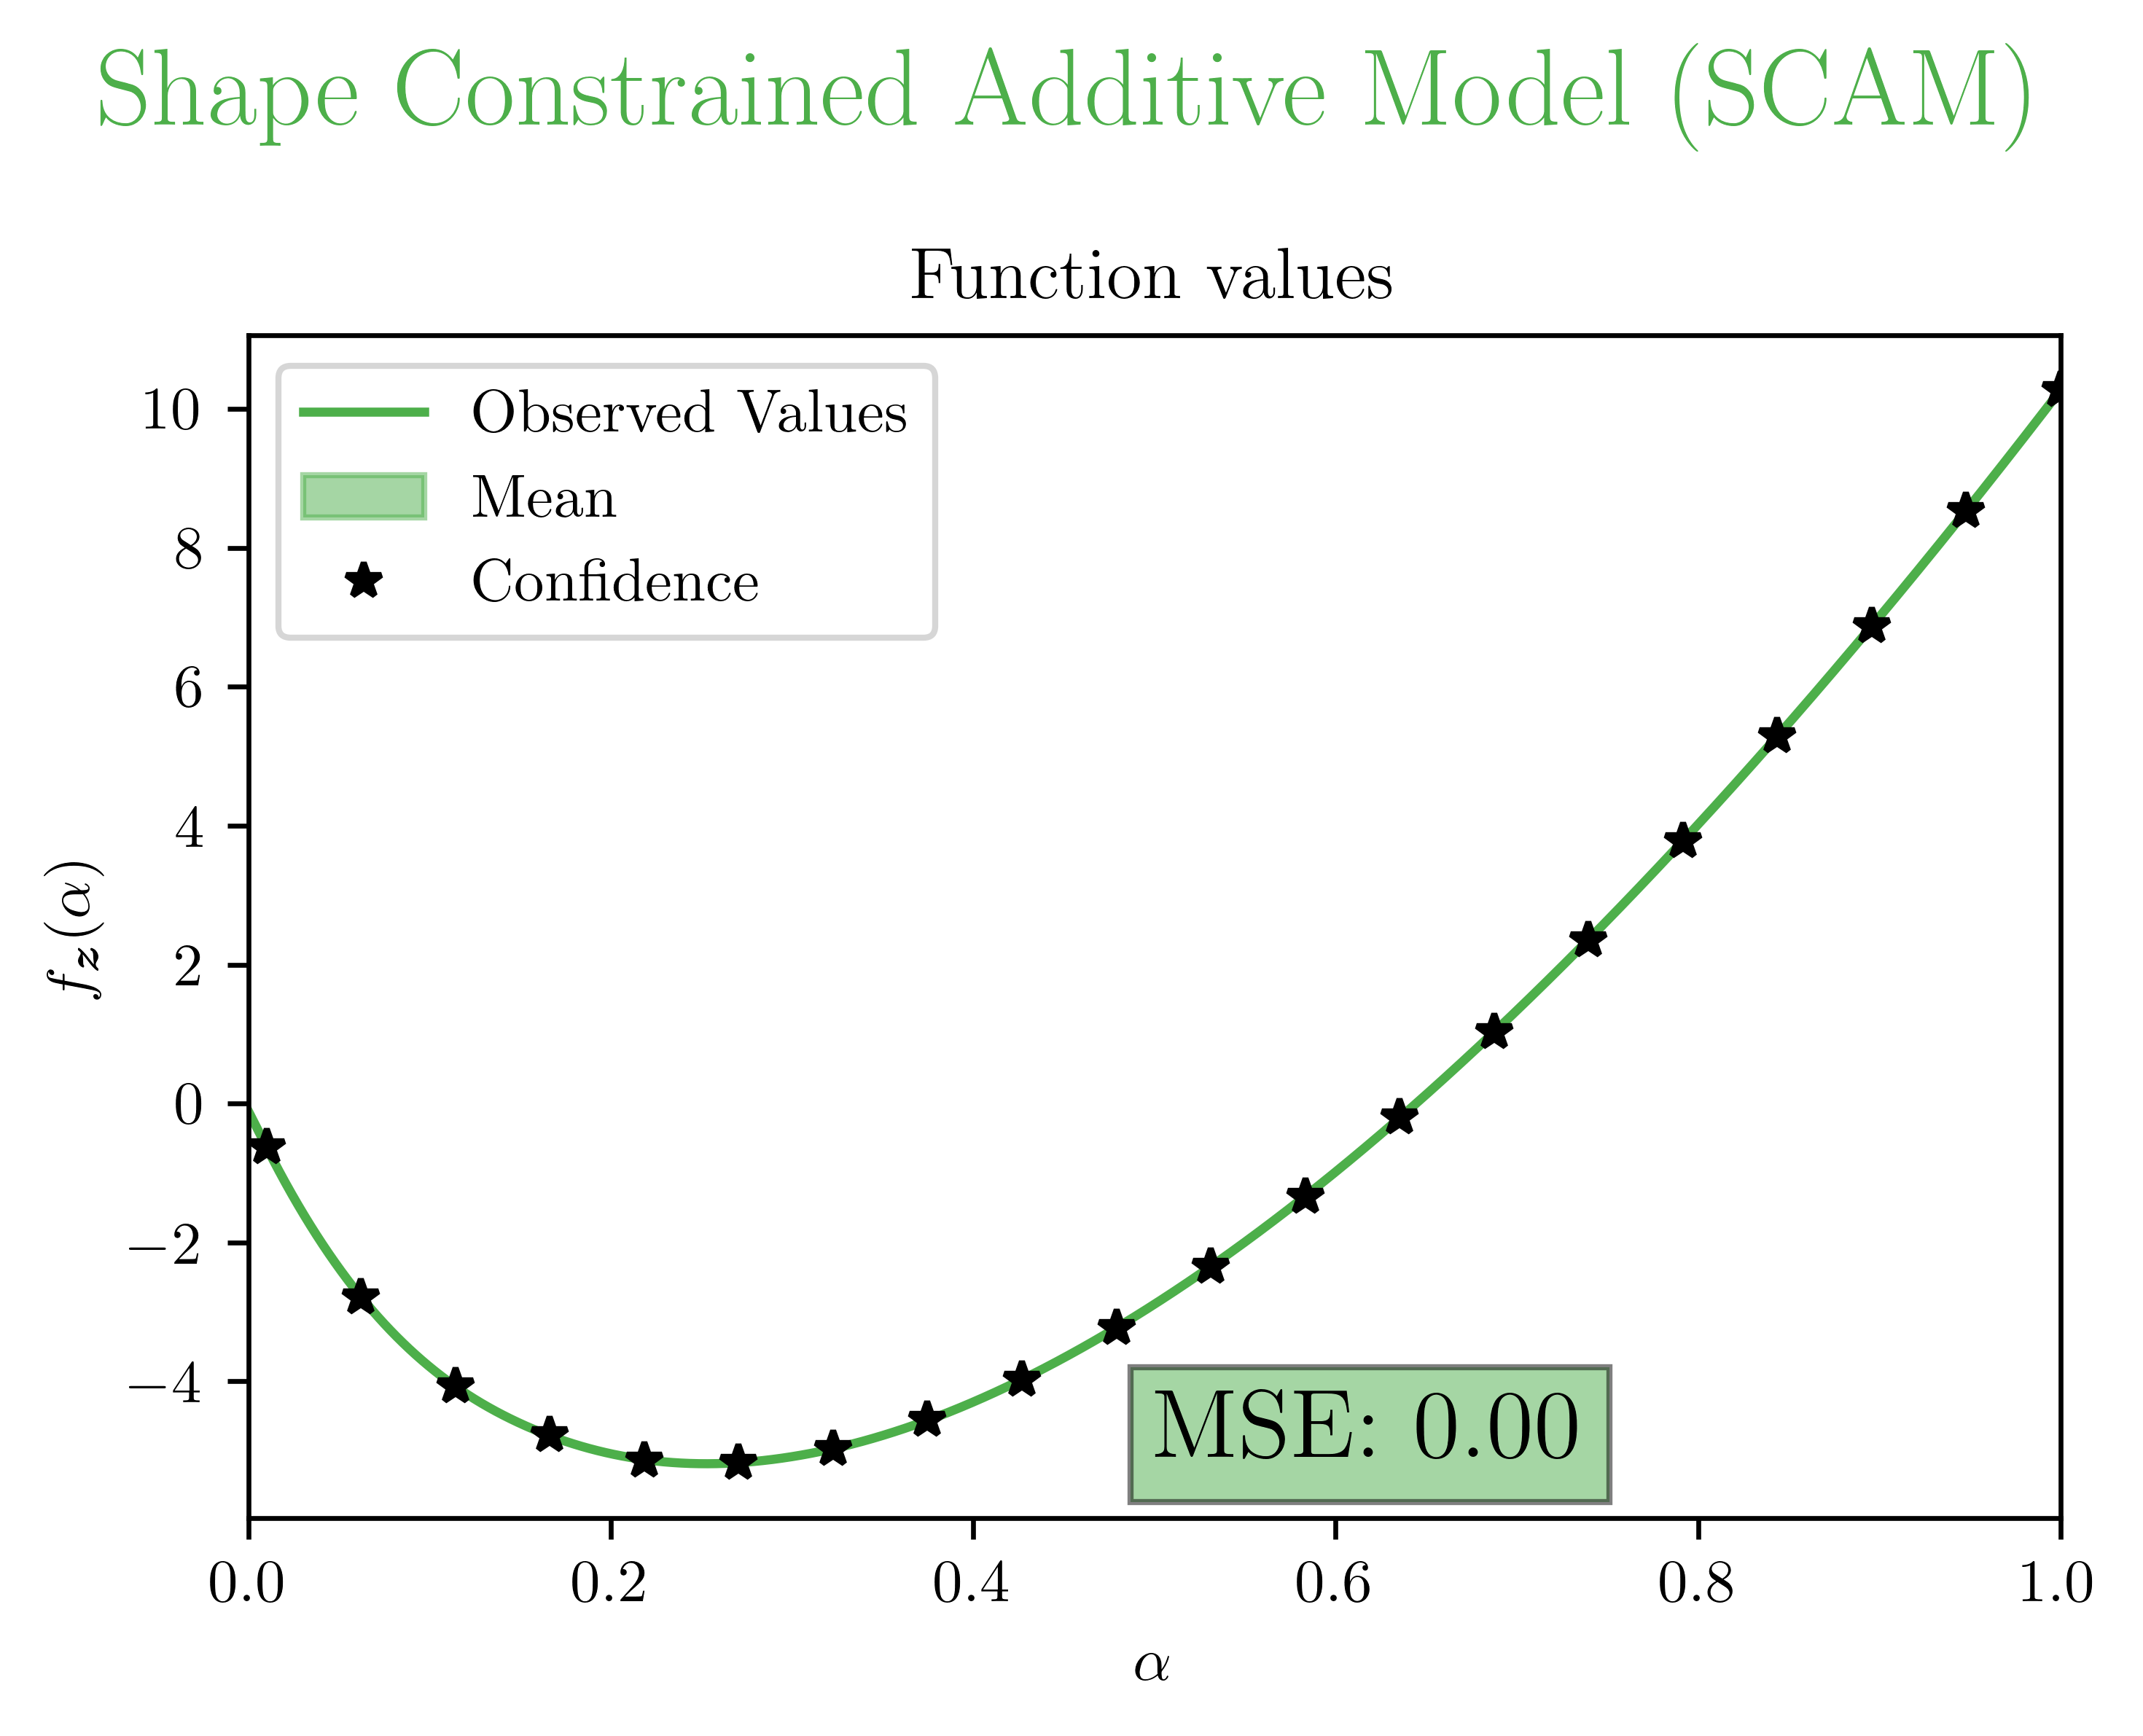 Shape Constrained Additive Model (SCAM)
Function values
Observed Values
Mean
Confidence
10
8
6
4
2
0
−2
−4
f_z(α)
MSE: 0.00
0.0 0.2 0.4 0.6 0.8 1.0
α